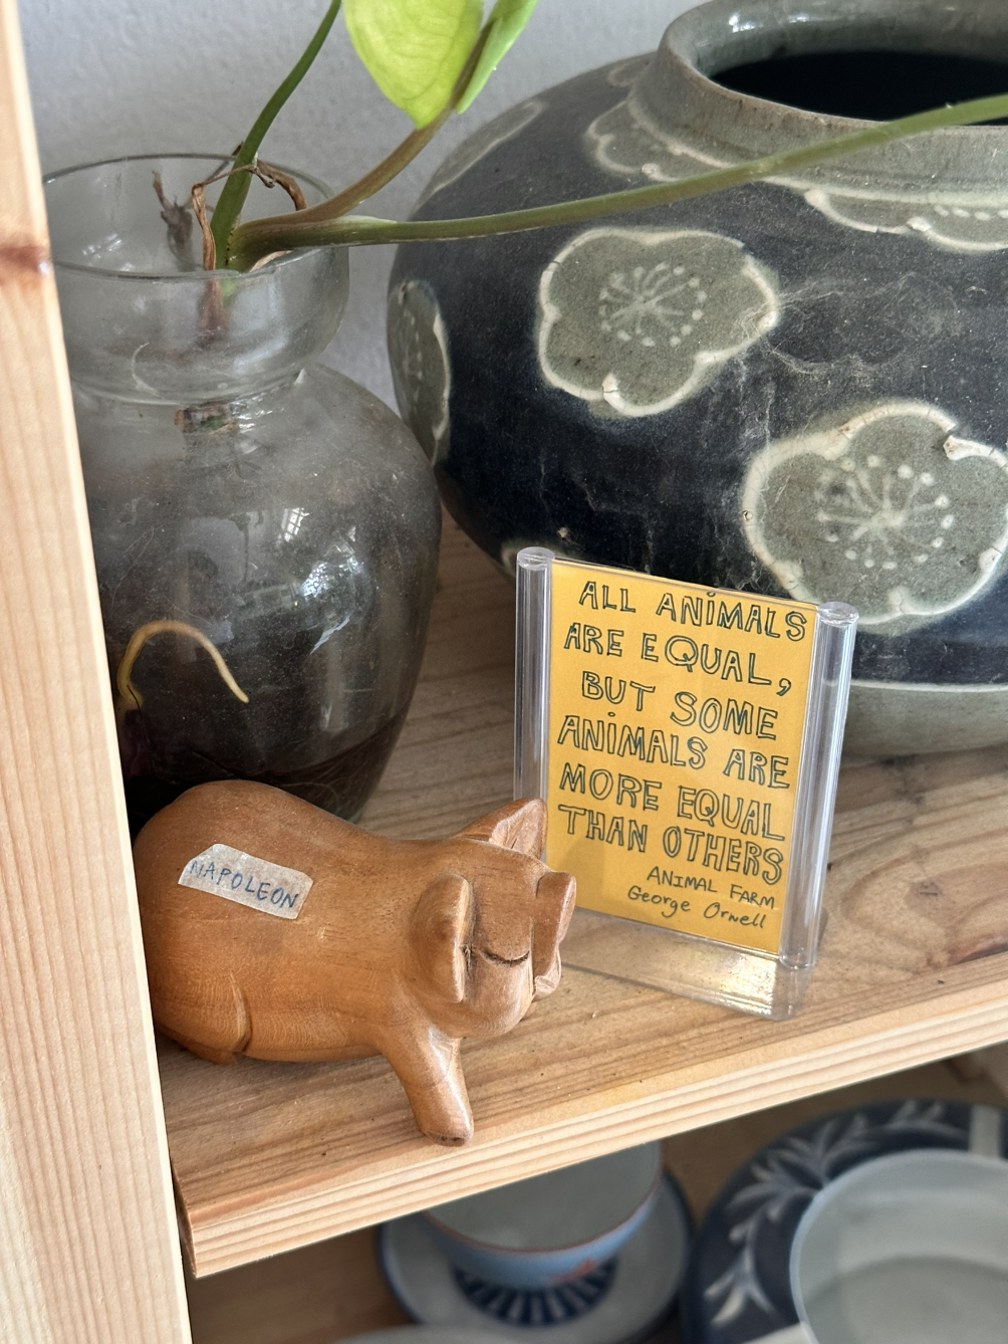 ALL ANiMALS
ARE EQUAL,
BUT SOME
ANiMALS ARE
MORE EQUAL
THAN OTHERS
ANIMAL FARM
George Orwell
NAPOLEON